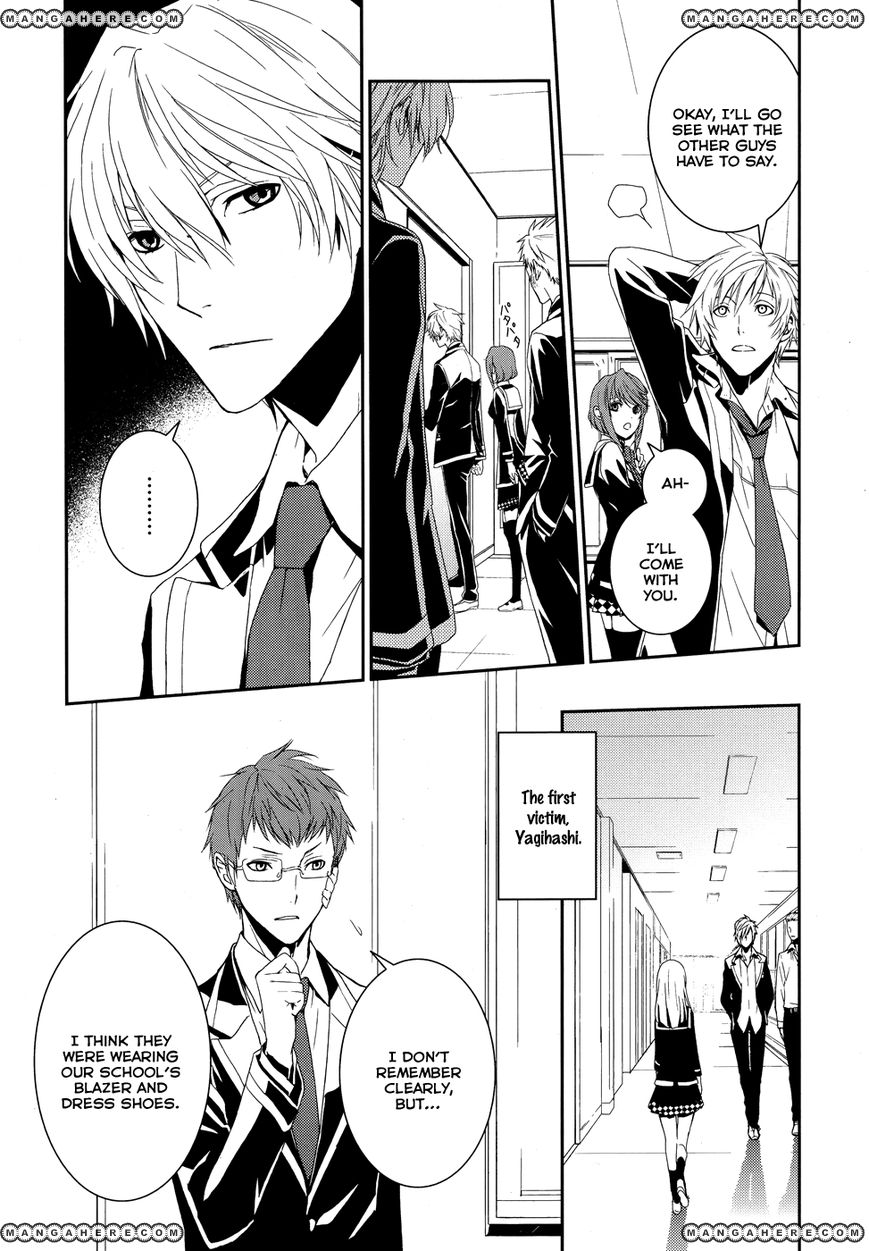 MANGAHERE.COM
MANGAHERE.COM
OKAY, I'LL GO
SEE WHAT THE
OTHER GUYS
HAVE TO SAY.
AH-
I'LL
COME
WITH
YOU.
パタパタ
.......
The first
victim,
Yagihashi.
I DON'T
REMEMBER
CLEARLY,
BUT...
I THINK THEY
WERE WEARING
OUR SCHOOL'S
BLAZER AND
DRESS SHOES.
MANGAHERE.COM
MANGAHERE.COM